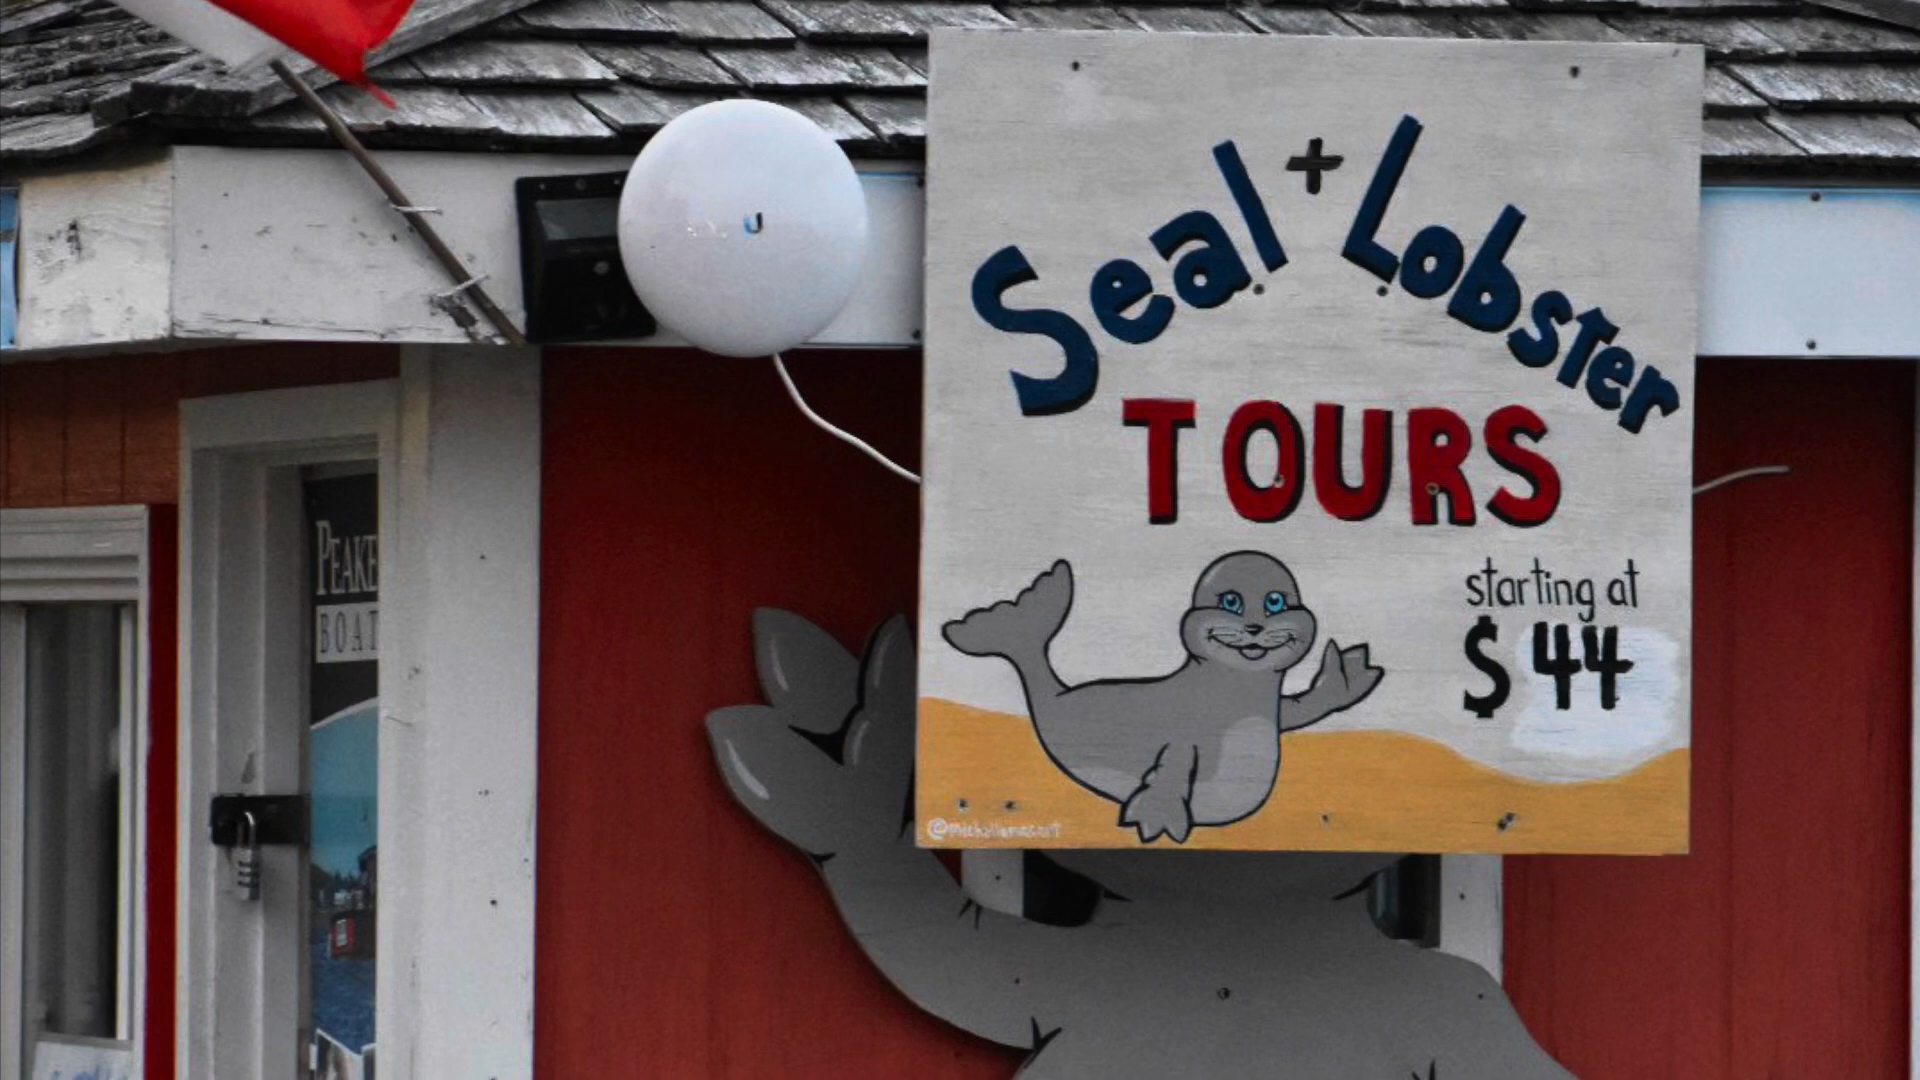 Seal + Lobster
TOURS
starting at
$44
PEAKE
BOAT